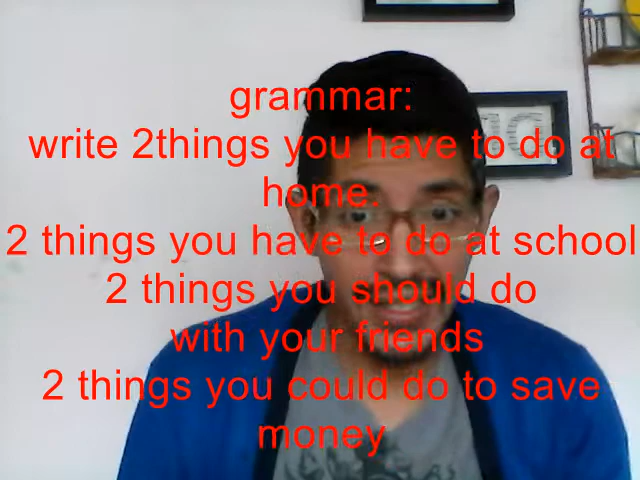 grammar:
write 2things you have to do at
home.
2 things you have to do at school
2 things you should do
with your friends
2 things you could do to save
money